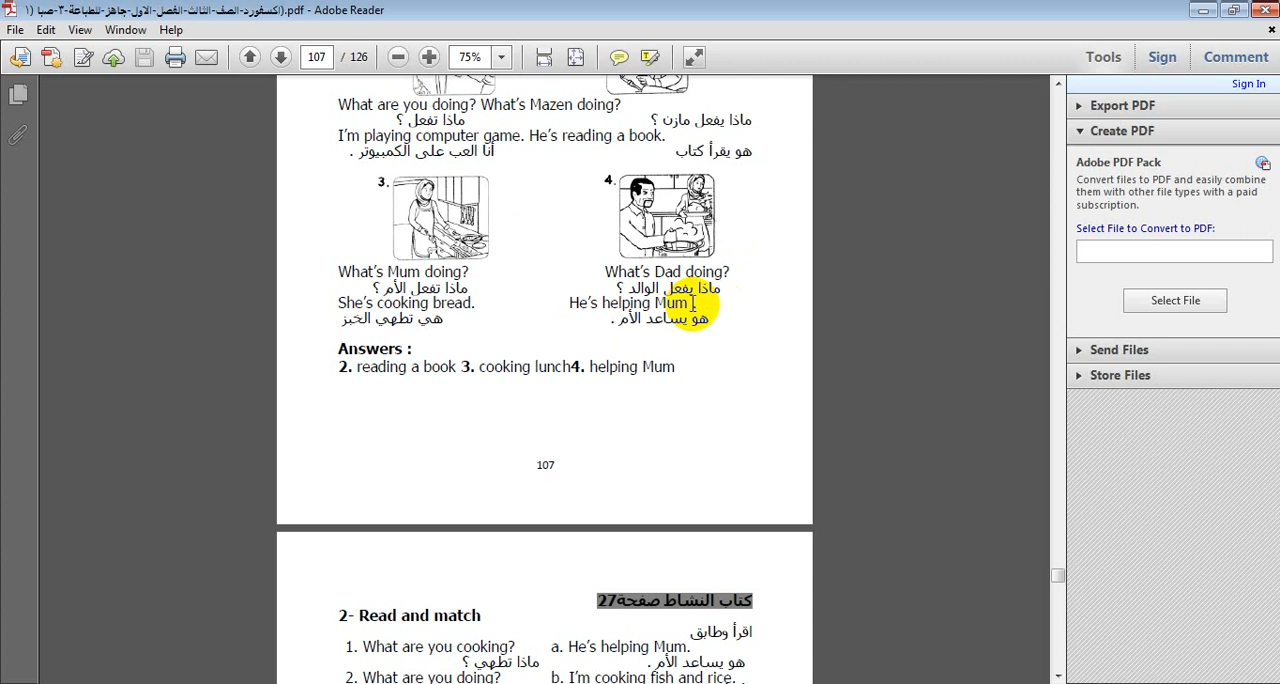 اكسفورد-الصف-الثالث-الفصل-الاول-جاهز-للطباعة-٣-صبا (١).pdf - Adobe Reader
File Edit View Window Help
107 / 126 75% Tools Sign Comment
Sign In
Export PDF
Create PDF
Adobe PDF Pack
Convert files to PDF and easily combine
them with other file types with a paid
subscription.
Select File to Convert to PDF:
Select File
Send Files
Store Files
What are you doing? What's Mazen doing?
ماذا تفعل ؟ ماذا يفعل مازن ؟
I'm playing computer game. He's reading a book.
أنا العب على الكمبيوتر . هو يقرأ كتاب
3. 4.
What's Mum doing? What's Dad doing?
ماذا تفعل الأم ؟ ماذا يفعل الوالد ؟
She's cooking bread. He's helping Mum .
هي تطهي الخبز هو يساعد الأم .
Answers :
2. reading a book 3. cooking lunch4. helping Mum
107
كتاب النشاط صفحة27
2- Read and match
اقرأ وطابق
1. What are you cooking? a. He's helping Mum.
ماذا تطهي ؟ هو يساعد الأم .
2. What are you doing? b. I'm cooking fish and rice.